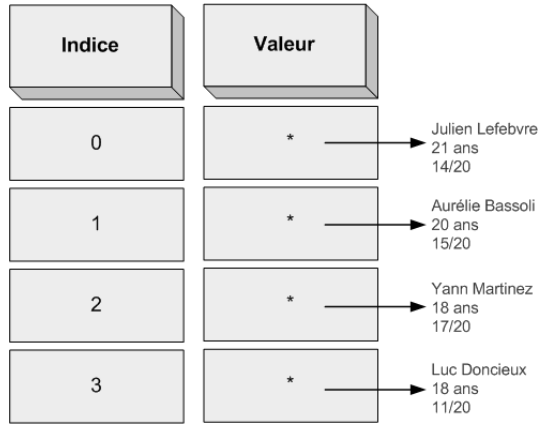 Indice Valeur
0 * Julien Lefebvre
21 ans
14/20
1 * Aurélie Bassoli
20 ans
15/20
2 * Yann Martinez
18 ans
17/20
3 * Luc Doncieux
18 ans
11/20